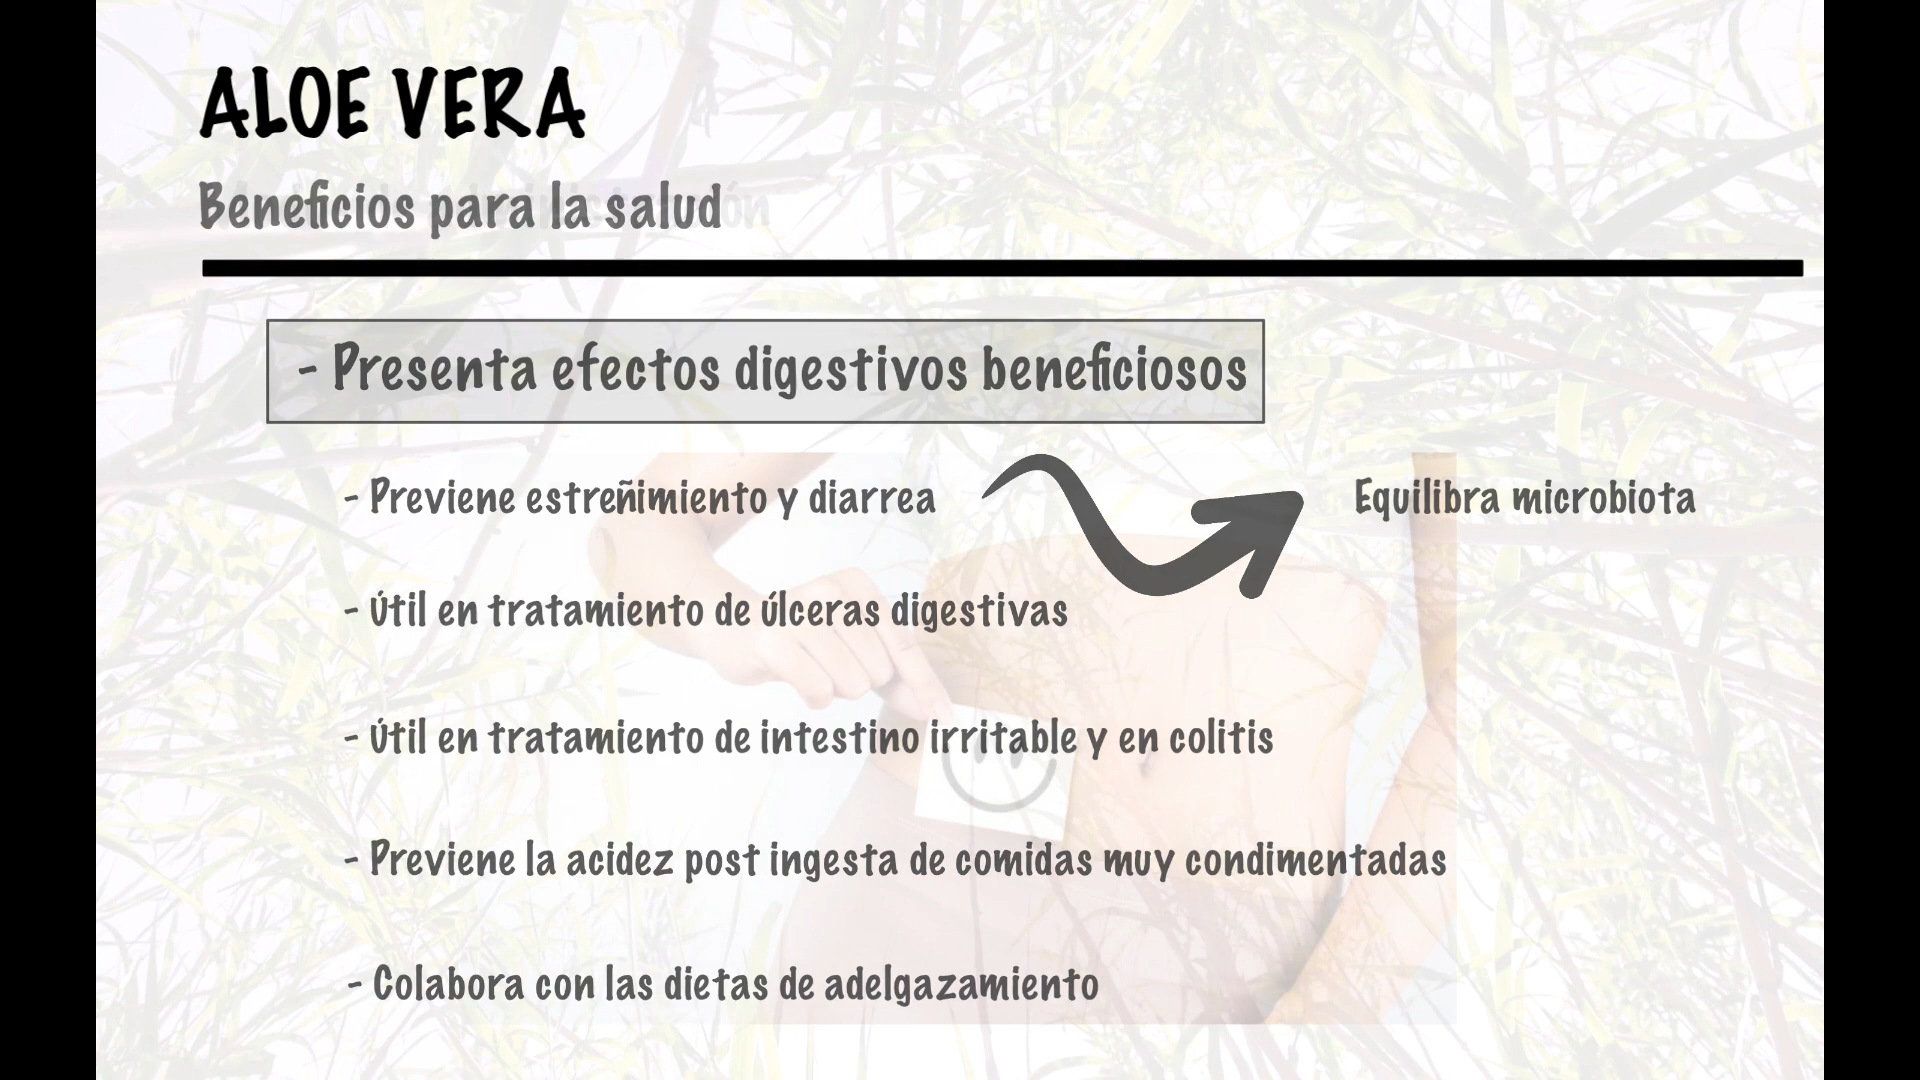 ALOE VERA
Beneficios para la salud
- Presenta efectos digestivos beneficiosos
- Previene estreñimiento y diarrea
Equilibra microbiota
- Útil en tratamiento de úlceras digestivas
- Útil en tratamiento de intestino irritable y en colitis
- Previene la acidez post ingesta de comidas muy condimentadas
- Colabora con las dietas de adelgazamiento